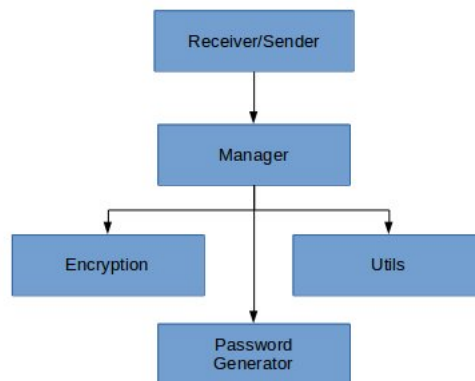 Receiver/Sender
Manager
Encryption
Utils
Password
Generator